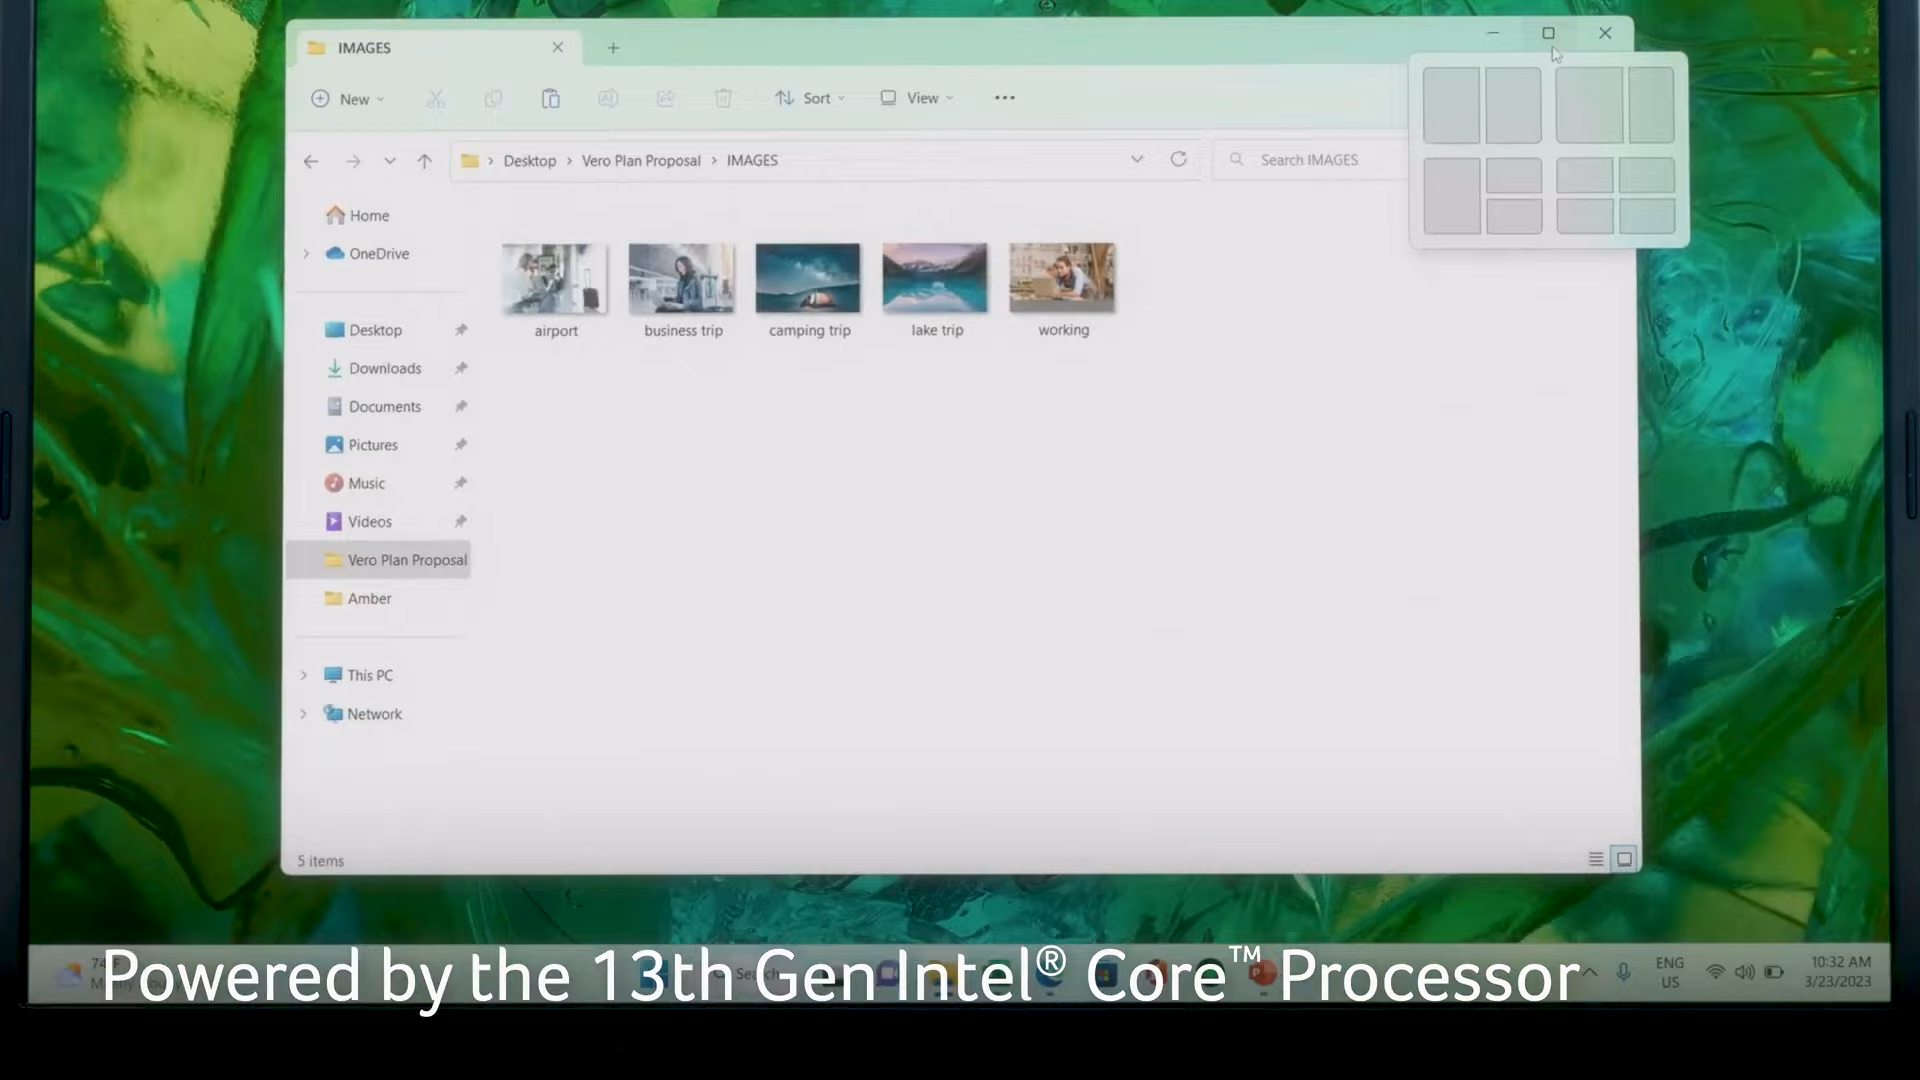 IMAGES
New
Sort
View
Desktop
Vero Plan Proposal
IMAGES
Search IMAGES
Home
OneDrive
Desktop
Downloads
Documents
Pictures
Music
Videos
Vero Plan Proposal
Amber
This PC
Network
airport
business trip
camping trip
lake trip
working
5 items
Powered by the 13th Gen Intel® Core™ Processor
Search
ENG
US
10:32 AM
3/23/2023